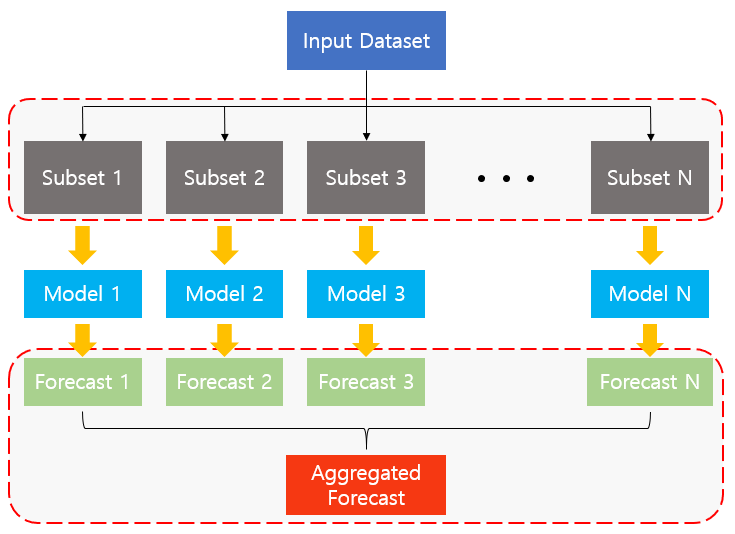 Input Dataset
Subset 1
Subset 2
Subset 3
• • •
Subset N
Model 1
Model 2
Model 3
Model N
Forecast 1
Forecast 2
Forecast 3
Forecast N
Aggregated
Forecast